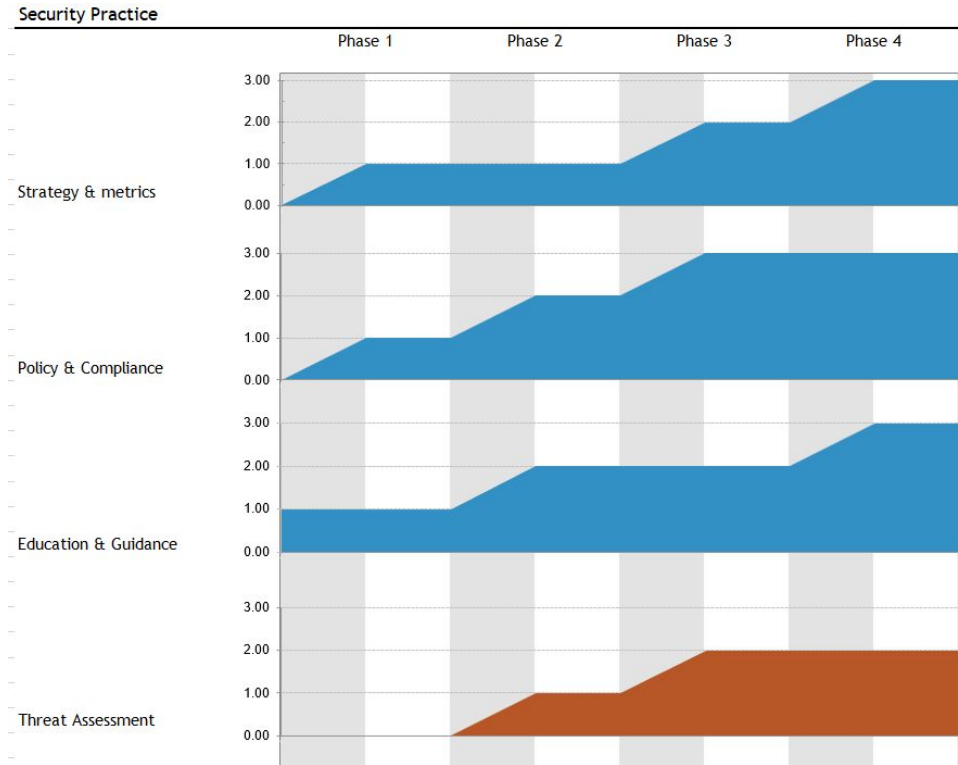 Security Practice
Phase 1 Phase 2 Phase 3 Phase 4
3.00
2.00
1.00
Strategy & metrics
0.00
3.00
2.00
1.00
Policy & Compliance
0.00
3.00
2.00
1.00
Education & Guidance
0.00
3.00
2.00
1.00
Threat Assessment
0.00